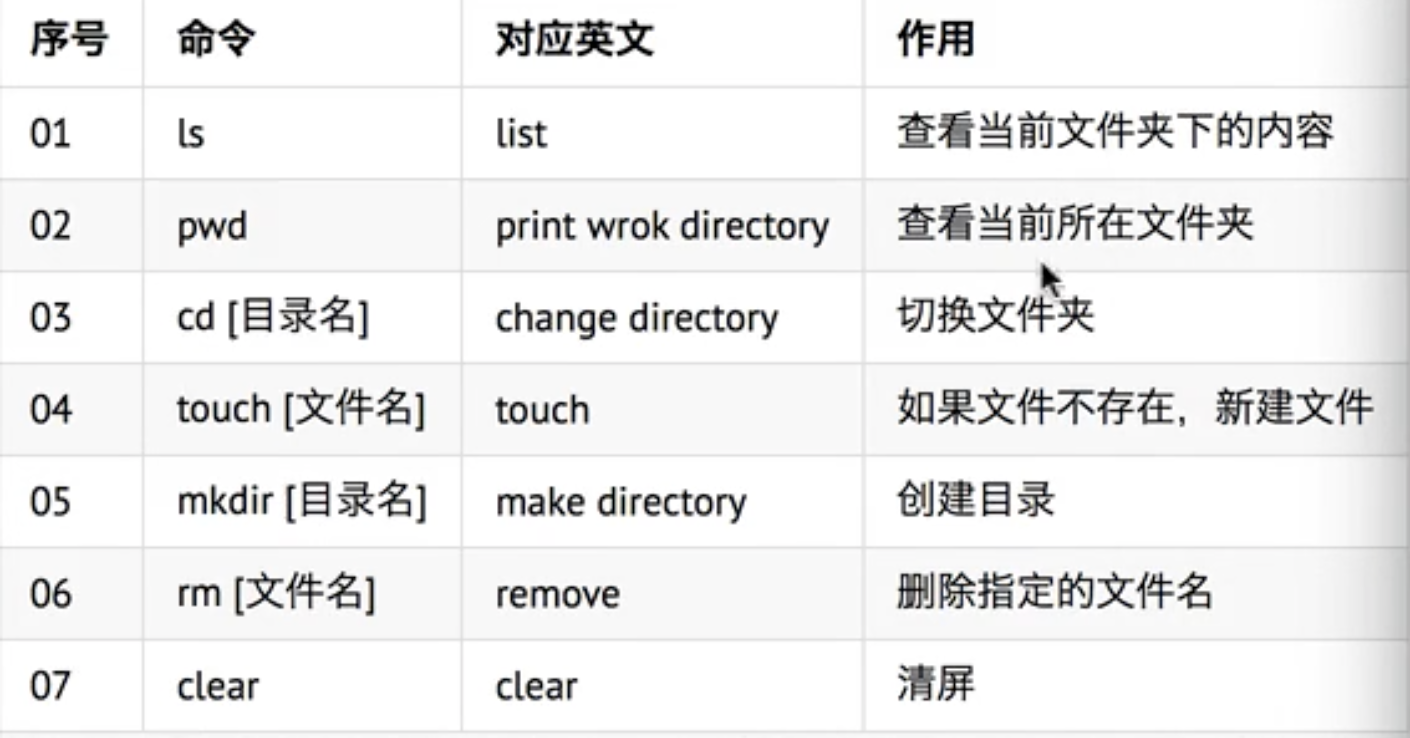 序号 命令 对应英文 作用
01 ls list 查看当前文件夹下的内容
02 pwd print wrok directory 查看当前所在文件夹
03 cd [目录名] change directory 切换文件夹
04 touch [文件名] touch 如果文件不存在，新建文件
05 mkdir [目录名] make directory 创建目录
06 rm [文件名] remove 删除指定的文件名
07 clear clear 清屏